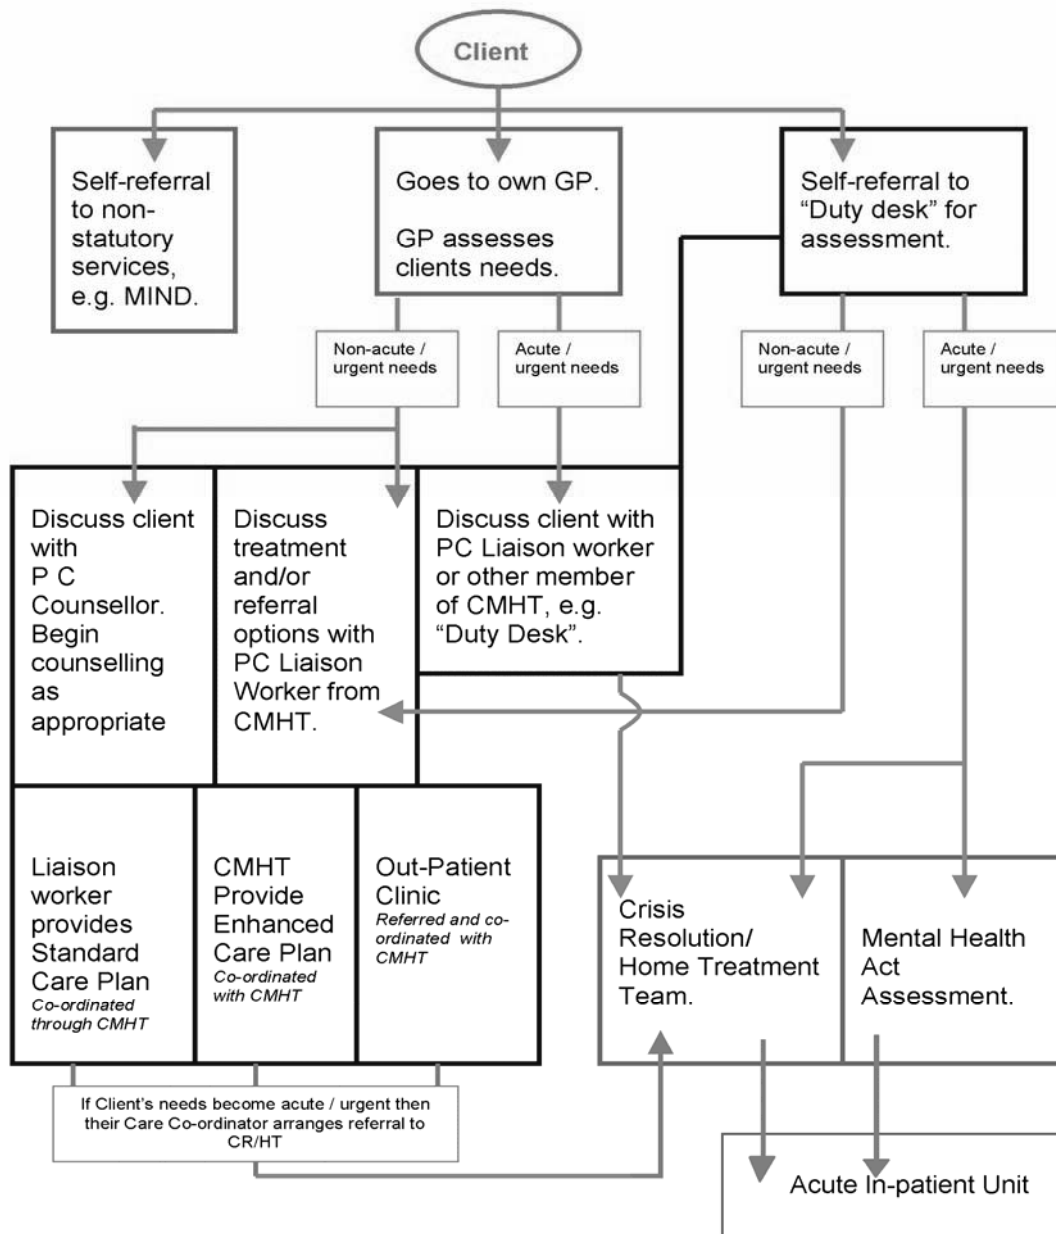 Client
Self-referral
to non-
statutory
services,
e.g. MIND.
Goes to own GP.
GP assesses
clients needs.
Self-referral to
“Duty desk” for
assessment.
Non-acute /
urgent needs
Acute /
urgent needs
Non-acute /
urgent needs
Acute /
urgent needs
Discuss client
with
P C
Counsellor.
Begin
counselling
as
appropriate
Discuss
treatment
and/or
referral
options with
PC Liaison
Worker from
CMHT.
Discuss client with
PC Liaison worker
or other member
of CMHT, e.g.
“Duty Desk”.
Liaison
worker
provides
Standard
Care Plan
Co-ordinated
through CMHT
CMHT
Provide
Enhanced
Care Plan
Co-ordinated
with CMHT
Out-Patient
Clinic
Referred and co-
ordinated with
CMHT
Crisis
Resolution/
Home Treatment
Team.
Mental Health
Act
Assessment.
If Client’s needs become acute / urgent then
their Care Co-ordinator arranges referral to
CR/HT
Acute In-patient Unit